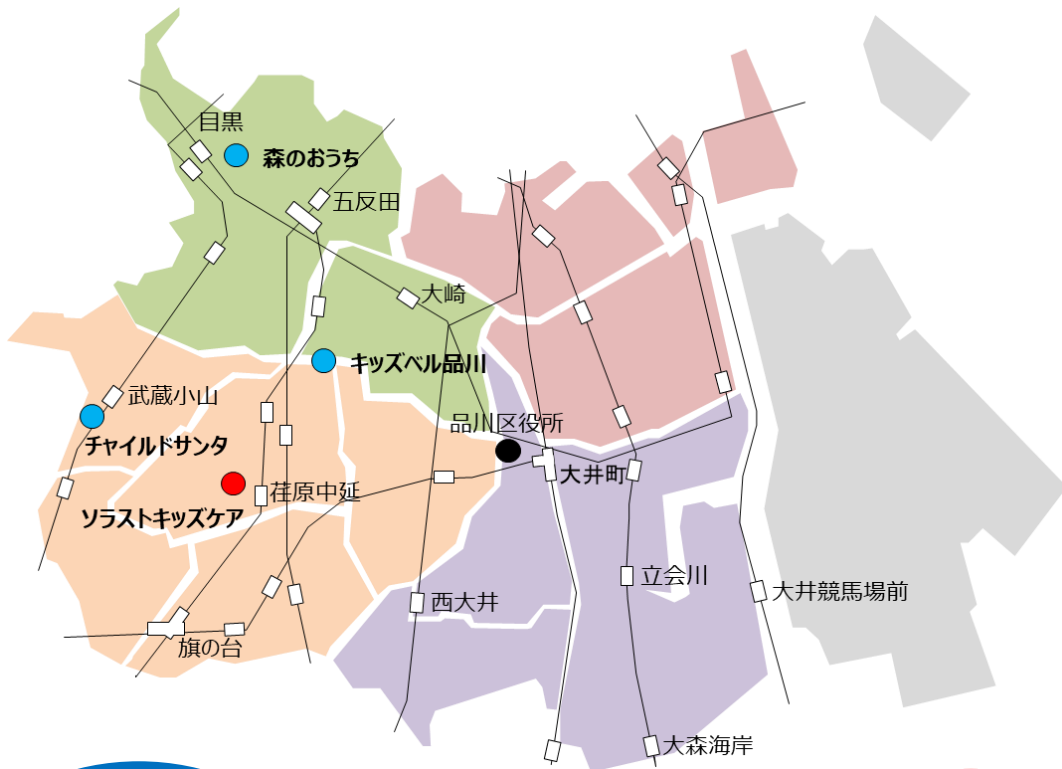 目黒
森のおうち
五反田
大崎
キッズベル品川
武蔵小山
品川区役所
チャイルドサンタ
大井町
荏原中延
ソラストキッズケア
立会川
大井競馬場前
西大井
旗の台
大森海岸